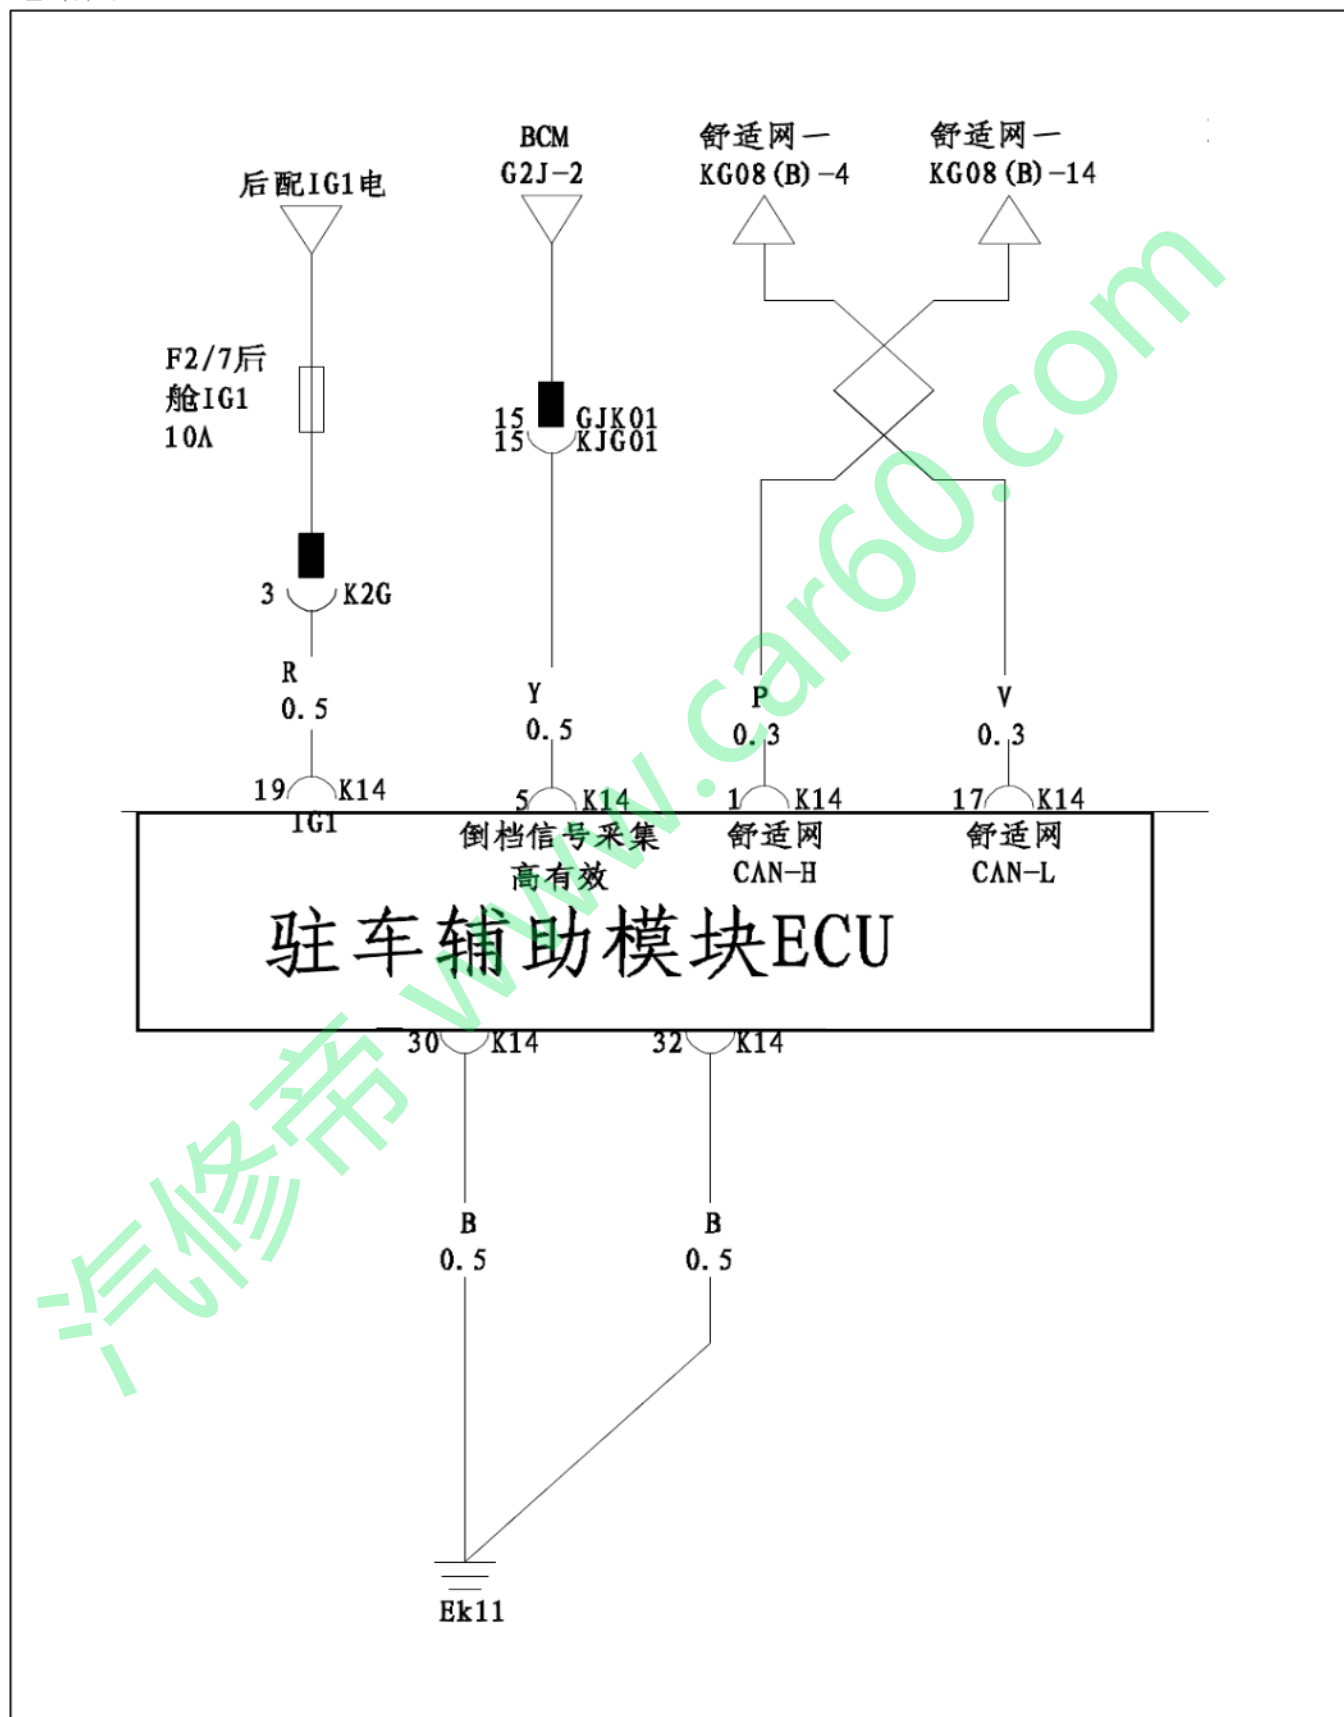 BCM
G2J-2
舒适网一
KG08(B)-4
舒适网一
KG08(B)-14
后配IG1电
F2/7后
舱IG1
10A
15 GJK01
15 KJG01
3 K2G
R
0.5
Y
0.5
P
0.3
V
0.3
19 K14
5 K14
1 K14
17 K14
IG1
倒档信号采集
高有效
舒适网
CAN-H
舒适网
CAN-L
驻车辅助模块ECU
30 K14
32 K14
B
0.5
B
0.5
Ek11
汽修帝 www.car60.com